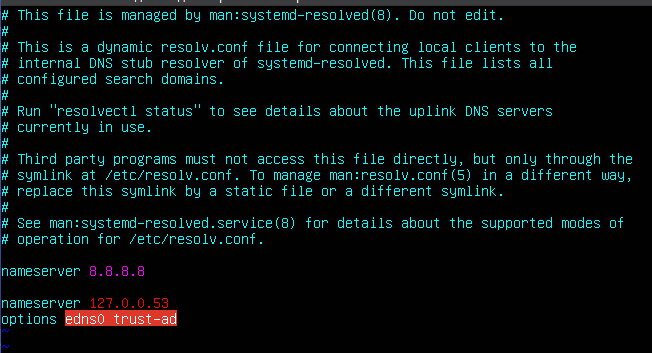 # This file is managed by man:systemd-resolved(8). Do not edit.
#
# This is a dynamic resolv.conf file for connecting local clients to the
# internal DNS stub resolver of systemd-resolved. This file lists all
# configured search domains.
#
# Run "resolvectl status" to see details about the uplink DNS servers
# currently in use.
#
# Third party programs must not access this file directly, but only through the
# symlink at /etc/resolv.conf. To manage man:resolv.conf(5) in a different way,
# replace this symlink by a static file or a different symlink.
#
# See man:systemd-resolved.service(8) for details about the supported modes of
# operation for /etc/resolv.conf.
nameserver 8.8.8.8
nameserver 127.0.0.53
options edns0 trust-ad
~
~